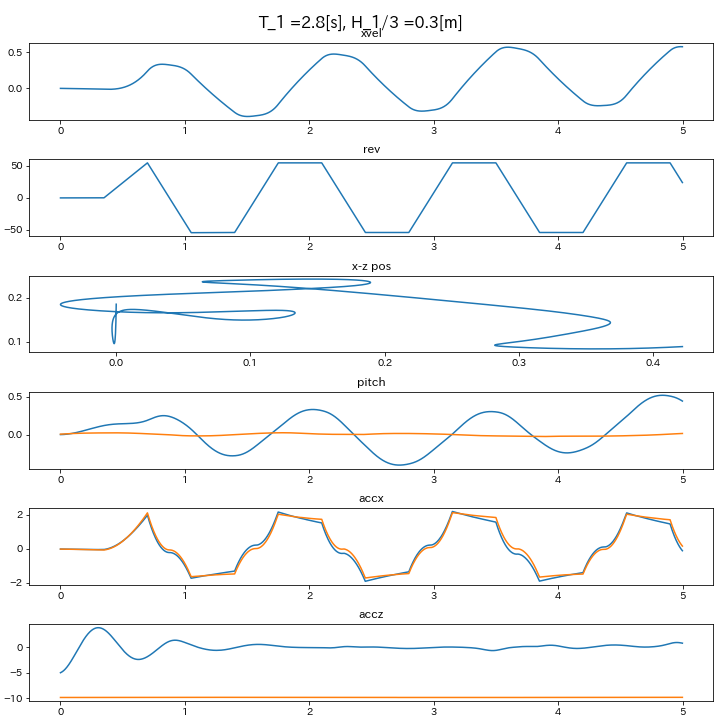 T_1 =2.8[s], H_1/3 =0.3[m]
xvel
0.5
0.0
0 1 2 3 4 5
rev
50
0
−50
0 1 2 3 4 5
x-z pos
0.2
0.1
0.0 0.1 0.2 0.3 0.4
pitch
0.5
0.0
0 1 2 3 4 5
accx
2
0
−2
0 1 2 3 4 5
accz
0
−5
−10
0 1 2 3 4 5